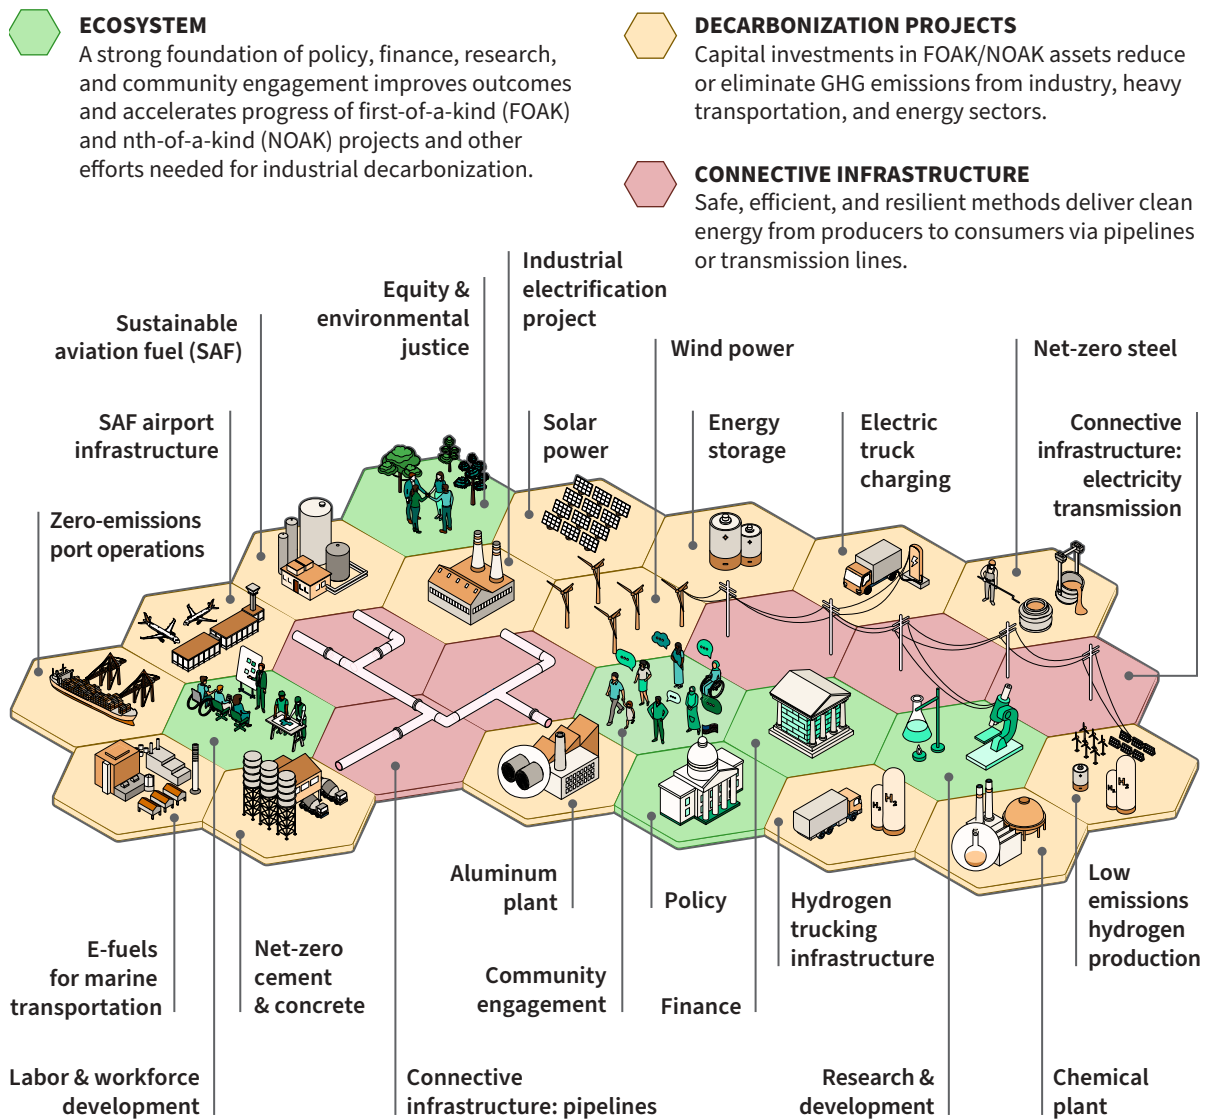 ECOSYSTEM
A strong foundation of policy, finance, research,
and community engagement improves outcomes
and accelerates progress of first-of-a-kind (FOAK)
and nth-of-a-kind (NOAK) projects and other
efforts needed for industrial decarbonization.
DECARBONIZATION PROJECTS
Capital investments in FOAK/NOAK assets reduce
or eliminate GHG emissions from industry, heavy
transportation, and energy sectors.
CONNECTIVE INFRASTRUCTURE
Safe, efficient, and resilient methods deliver clean
energy from producers to consumers via pipelines
or transmission lines.
Industrial
electrification
project
Equity &
environmental
justice
Sustainable
aviation fuel (SAF)
Wind power
Net-zero steel
SAF airport
infrastructure
Solar
power
Energy
storage
Electric
truck
charging
Connective
infrastructure:
electricity
transmission
Zero-emissions
port operations
H2
H2
H2
H2
Aluminum
plant
Policy
Hydrogen
trucking
infrastructure
Low
emissions
hydrogen
production
E-fuels
for marine
transportation
Net-zero
cement
& concrete
Community
engagement
Finance
Labor & workforce
development
Connective
infrastructure: pipelines
Research &
development
Chemical
plant